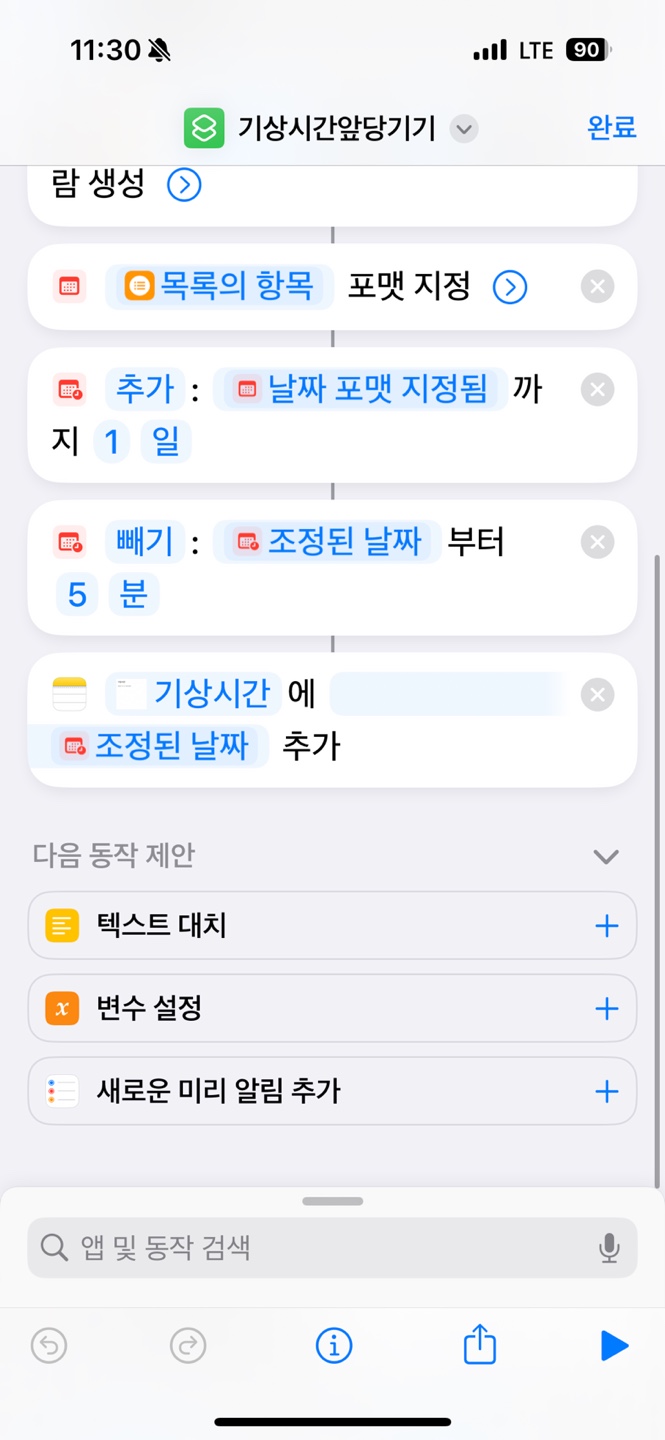 11:30 LTE 90
기상시간앞당기기 완료
람 생성
목록의 항목 포맷 지정
추가 : 날짜 포맷 지정됨 까
지 1 일
빼기 : 조정된 날짜 부터
5 분
기상시간 에
조정된 날짜 추가
다음 동작 제안
텍스트 대치
변수 설정
새로운 미리 알림 추가
앱 및 동작 검색